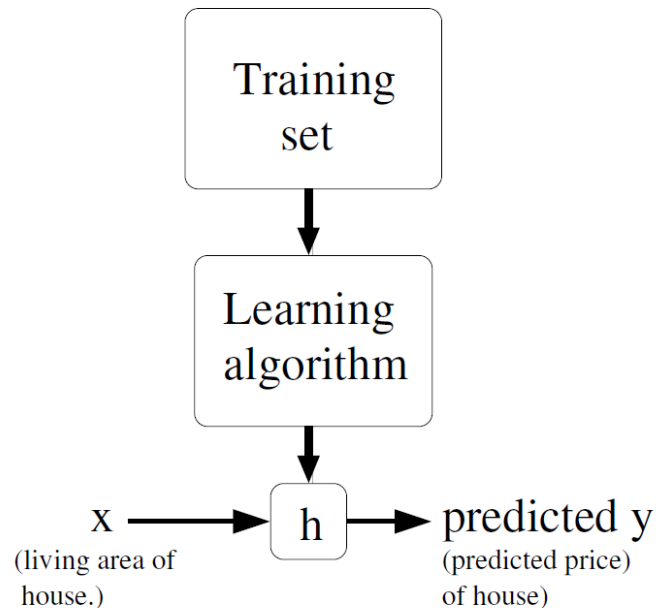 Training
set
Learning
algorithm
x
h
predicted y
(living area of
house.)
(predicted price)
of house)